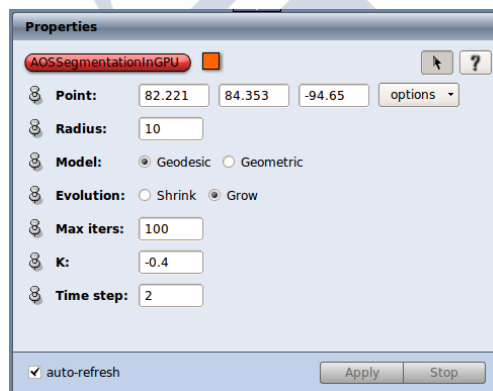 Properties
AOSSegmentationInGPU ?
Point: 82.221 84.353 -94.65 options
Radius: 10
Model: Geodesic Geometric
Evolution: Shrink Grow
Max iters: 100
K: -0.4
Time step: 2
auto-refresh Apply Stop